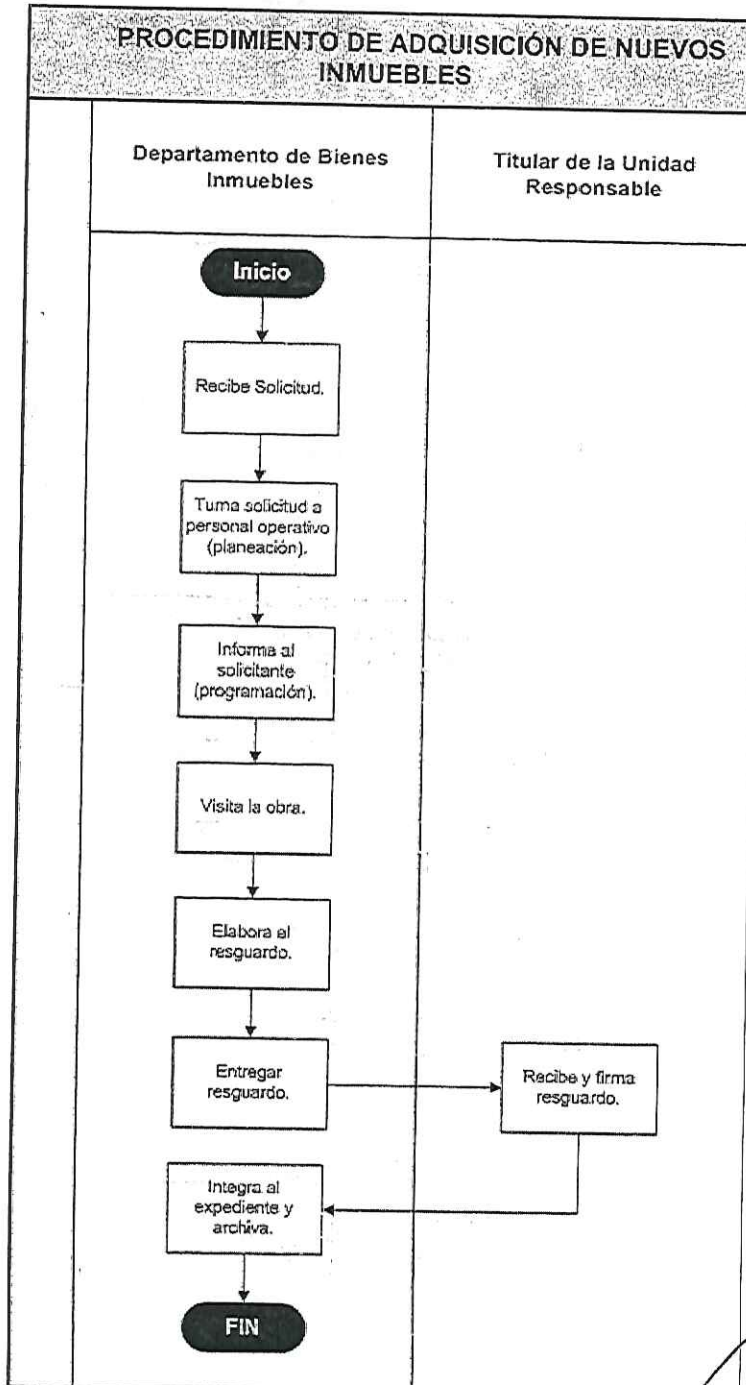 PROCEDIMIENTO DE ADQUISICIÓN DE NUEVOS
INMUEBLES
Departamento de Bienes
Inmuebles
Titular de la Unidad
Responsable
Inicio
Recibe Solicitud.
Turna solicitud a
personal operativo
(planeación).
Informa al
solicitante
(programación).
Visita la obra.
Elabora el
resguardo.
Entregar
resguardo.
Recibe y firma
resguardo.
Integra al
expediente y
archiva.
FIN